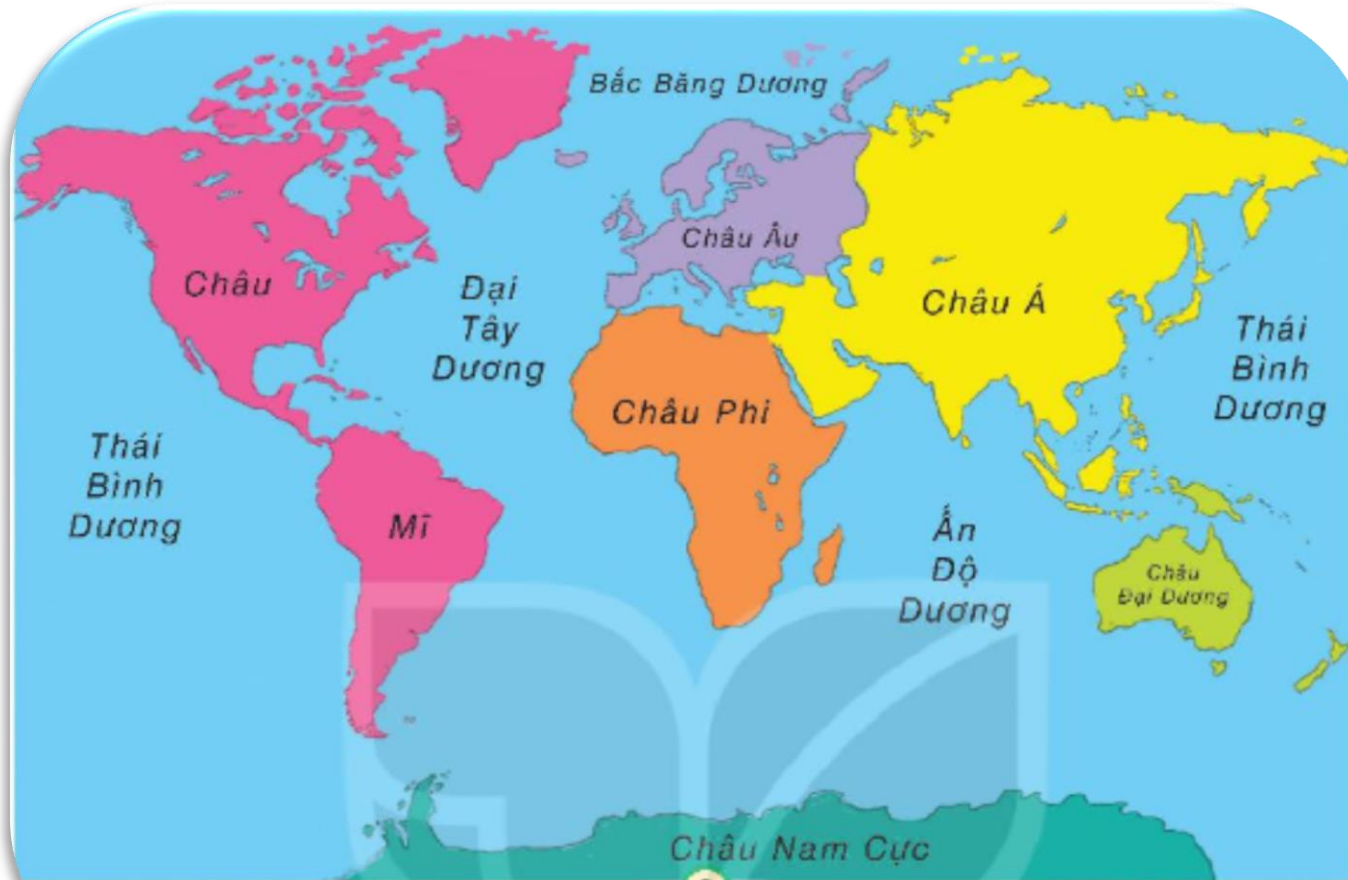 Bắc Băng Dương
Châu Âu
Châu
Đại
Tây
Dương
Châu Á
Thái
Bình
Dương
Châu Phi
Thái
Bình
Dương
Mĩ
Ấn
Độ
Dương
Châu
Đại Dương
Châu Nam Cực